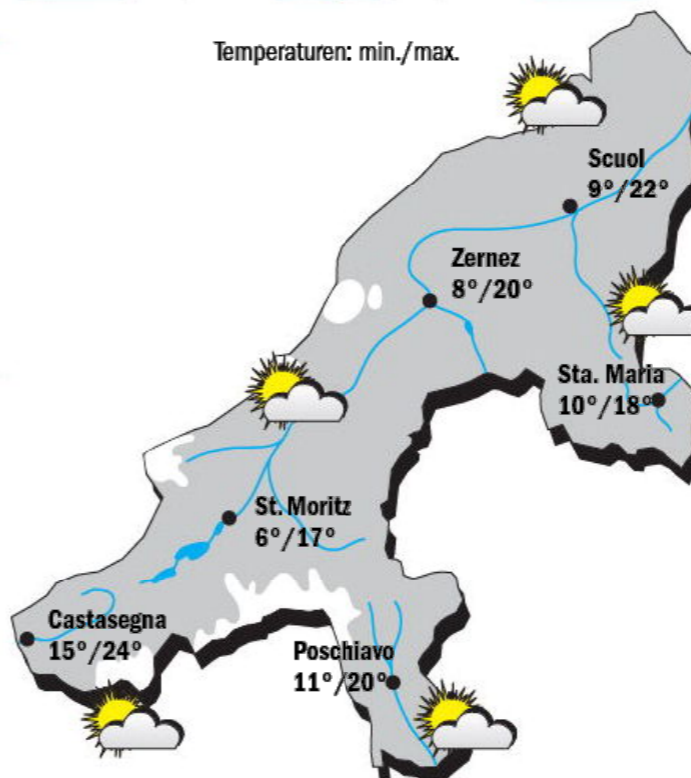 Temperaturen: min./max.
Scuol
9°/22°
Zernez
8°/20°
Sta. Maria
10°/18°
St. Moritz
6°/17°
Castasegna
15°/24°
Poschiavo
11°/20°